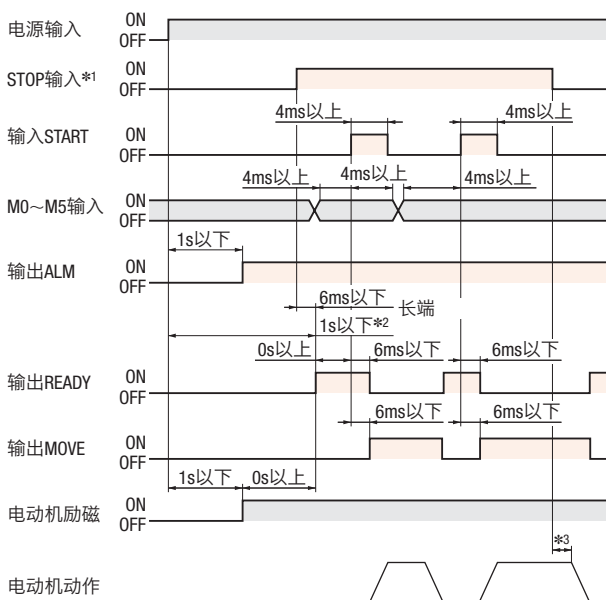 电源输入 ON
OFF
STOP输入*1 ON
OFF
4ms以上 4ms以上
输入START ON
OFF
4ms以上 4ms以上 4ms以上
M0～M5输入 ON
OFF
1s以下
输出ALM ON
OFF
6ms以下 长端
1s以下*2
0s以上 6ms以下 6ms以下
输出READY ON
OFF
6ms以下 6ms以下
输出MOVE ON
OFF
1s以下 0s以上
电动机励磁 ON
OFF
*3
电动机动作